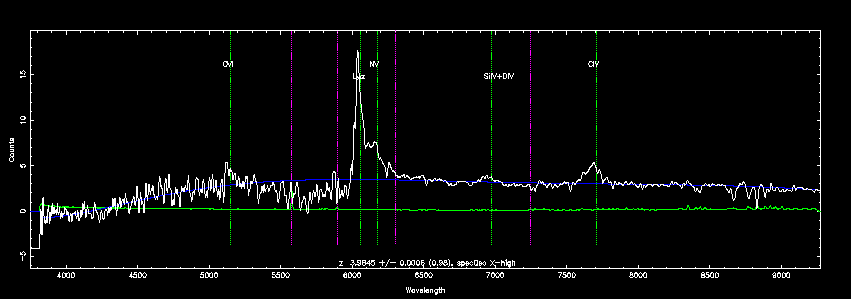 OVI
Lyα
NV
SiIV+OIV
CIV
15
10
5
0
-5
Counts
z 3.9845 +/- 0.0006 (0.98), specQso X-high
4000 4500 5000 5500 6000 6500 7000 7500 8000 8500 9000
Wavelength